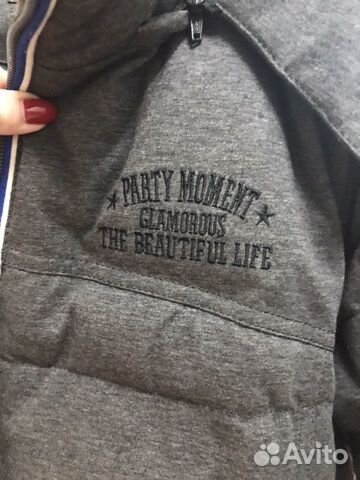 PARTY MOMENT
GLAMOROUS
THE BEAUTIFUL LIFE
Avito